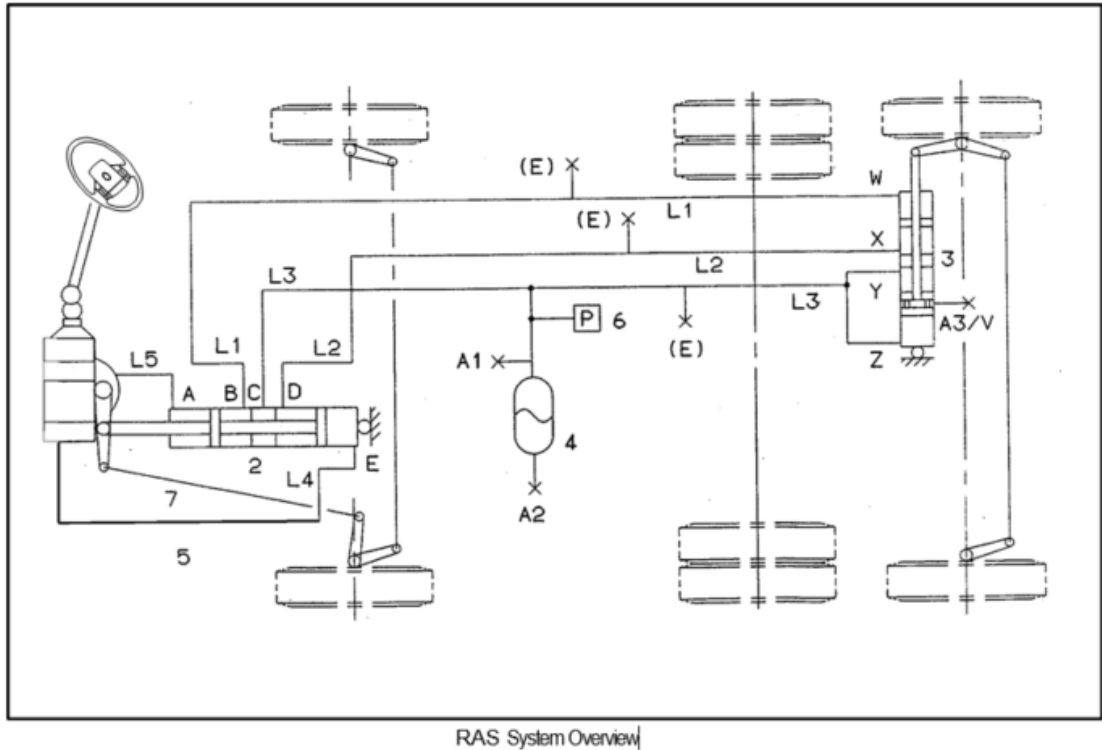 (E)
W
L1
(E)
X
3
L2
L3
Y
L3
P 6
A3/V
(E)
L1
L2
A1
Z
L5
A
B
C
D
4
2
E
L4
A2
7
5
RAS System Overview